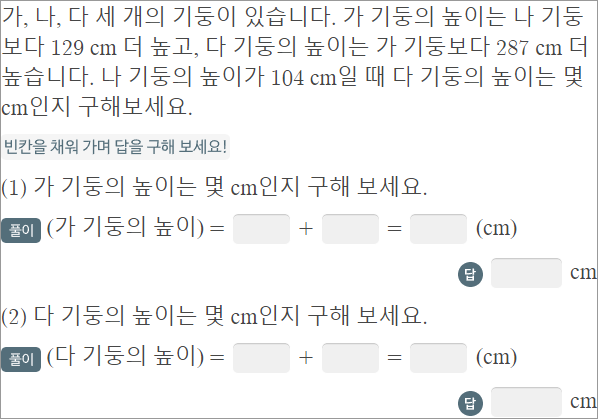 가, 나, 다 세 개의 기둥이 있습니다. 가 기둥의 높이는 나 기둥
보다 129 cm 더 높고, 다 기둥의 높이는 가 기둥보다 287 cm 더
높습니다. 나 기둥의 높이가 104 cm일 때 다 기둥의 높이는 몇
cm인지 구해보세요.
빈칸을 채워 가며 답을 구해 보세요!
(1) 가 기둥의 높이는 몇 cm인지 구해 보세요.
풀이 (가 기둥의 높이) = + = (cm)
답 cm
(2) 다 기둥의 높이는 몇 cm인지 구해 보세요.
풀이 (다 기둥의 높이) = + = (cm)
답 cm